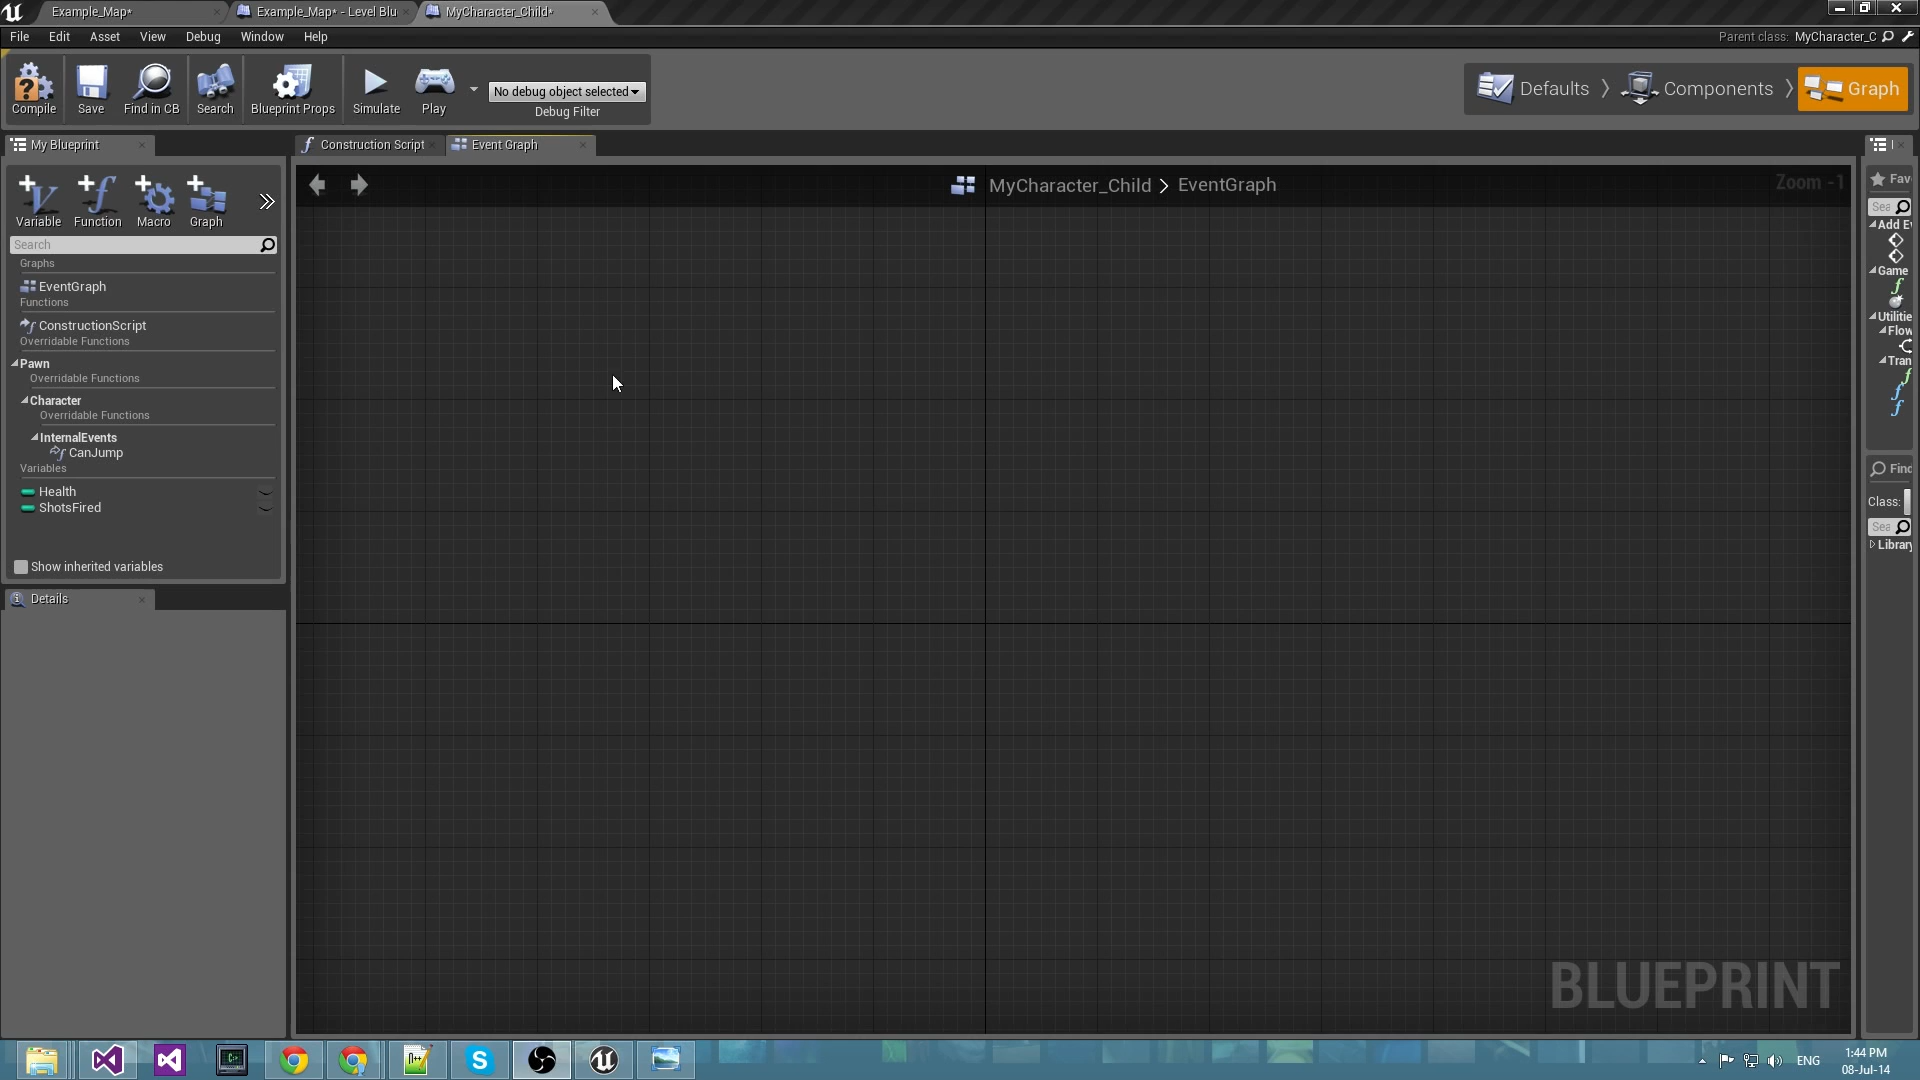 Example_Map*
Example_Map* - Level Blu
MyCharacter_Child*
File Edit Asset View Debug Window Help
Parent class: MyCharacter_C
Compile
Save
Find in CB
Search
Blueprint Props
Simulate
Play
No debug object selected
Debug Filter
Defaults
Components
Graph
My Blueprint
Construction Script
Event Graph
Variable
Function
Macro
Graph
MyCharacter_Child > EventGraph
Zoom -1
Search
Graphs
EventGraph
Functions
ConstructionScript
Overridable Functions
Pawn
Overridable Functions
Character
Overridable Functions
InternalEvents
CanJump
Variables
Health
ShotsFired
Show inherited variables
Details
Fav
Sea
Add Ev
Game
Utilitie
Flow
Tran
Find
Class:
Sea
Library
BLUEPRINT
ENG
1:44 PM
08-Jul-14